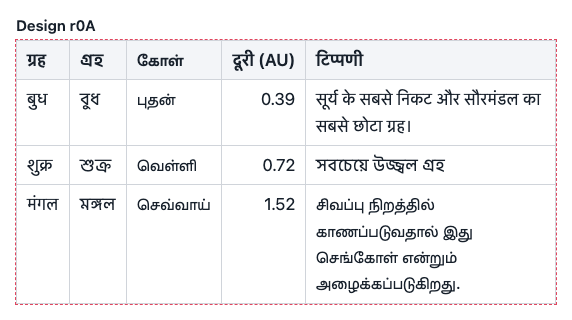 Design r0A
ग्रह গ্রহ கோள் दूरी (AU) टिप्पणी
बुध বুধ புதன் 0.39 सूर्य के सबसे निकट और सौरमंडल का
सबसे छोटा ग्रह।
शुक्र শুক্র வெள்ளி 0.72 সবচেয়ে উজ্জ্বল গ্রহ
मंगल মঙ্গল செவ்வாய் 1.52 சிவப்பு நிறத்தில்
காணப்படுவதால் இது
செங்கோள் என்றும்
அழைக்கப்படுகிறது.